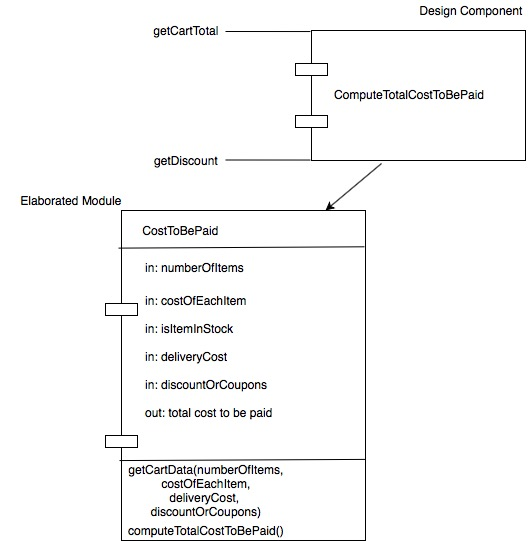 Design Component
getCartTotal
ComputeTotalCostToBePaid
getDiscount
Elaborated Module
CostToBePaid
in: numberOfItems
in: costOfEachItem
in: isItemInStock
in: deliveryCost
in: discountOrCoupons
out: total cost to be paid
getCartData(numberOfItems,
costOfEachItem,
deliveryCost,
discountOrCoupons)
computeTotalCostToBePaid()